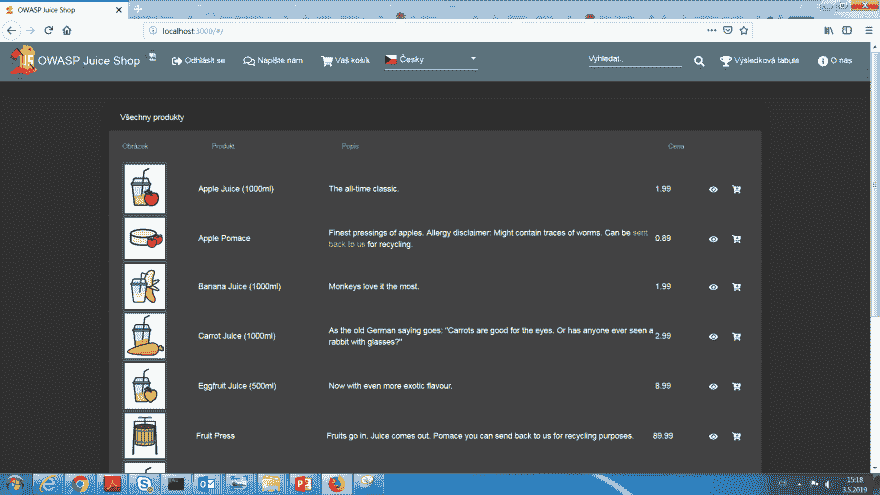 OWASP Juice Shop
localhost:3000/#/
OWASP Juice Shop
Odhlásit se
Napište nám
Váš košík
Česky
Vyhledat..
Výsledková tabule
O nás
Všechny produkty
Obrázek Produkt Popis Cena
Apple Juice (1000ml) The all-time classic. 1.99
Apple Pomace Finest pressings of apples. Allergy disclaimer: Might contain traces of worms. Can be sent
back to us for recycling. 0.89
Banana Juice (1000ml) Monkeys love it the most. 1.99
Carrot Juice (1000ml) As the old German saying goes: "Carrots are good for the eyes. Or has anyone ever seen a
rabbit with glasses?" 2.99
Eggfruit Juice (500ml) Now with even more exotic flavour. 8.99
Fruit Press Fruits go in. Juice comes out. Pomace you can send back to us for recycling purposes. 89.99
15:18
3.5.2019